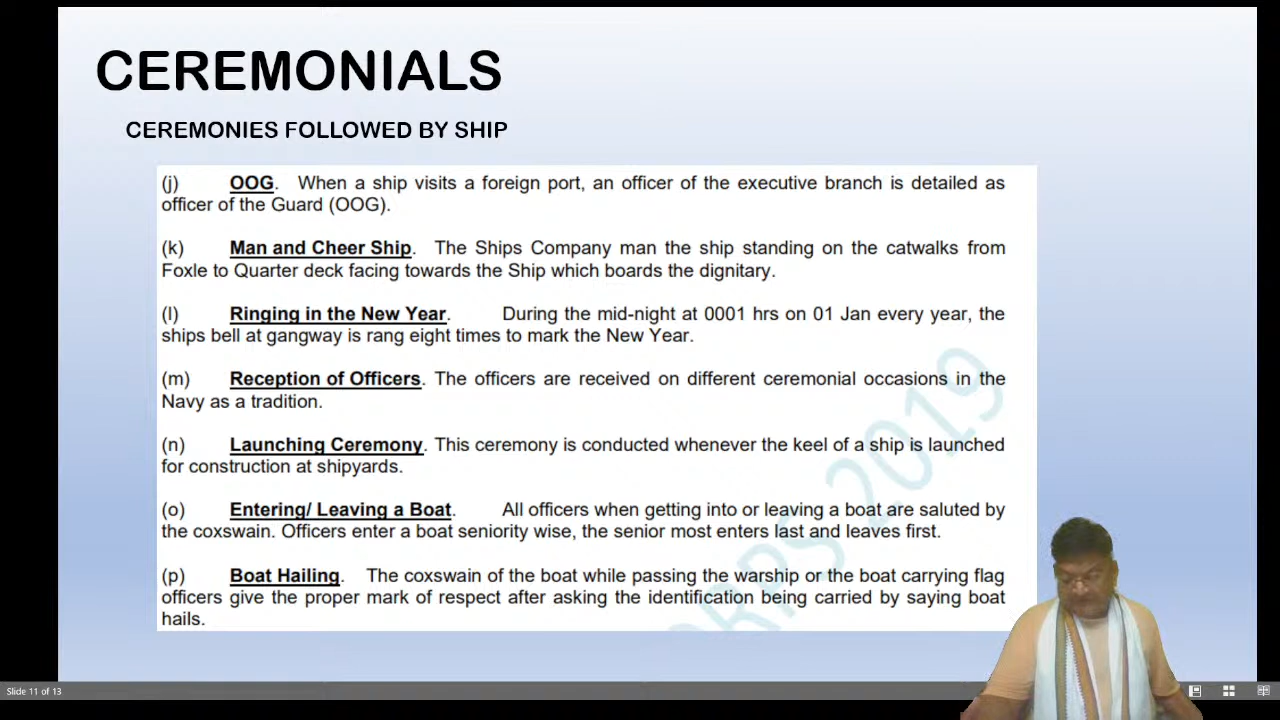 CEREMONIALS
CEREMONIES FOLLOWED BY SHIP
(j) OOG. When a ship visits a foreign port, an officer of the executive branch is detailed as
officer of the Guard (OOG).
(k) Man and Cheer Ship. The Ships Company man the ship standing on the catwalks from
Foxle to Quarter deck facing towards the Ship which boards the dignitary.
(l) Ringing in the New Year. During the mid-night at 0001 hrs on 01 Jan every year, the
ships bell at gangway is rang eight times to mark the New Year.
(m) Reception of Officers. The officers are received on different ceremonial occasions in the
Navy as a tradition.
(n) Launching Ceremony. This ceremony is conducted whenever the keel of a ship is launched
for construction at shipyards.
(o) Entering/ Leaving a Boat. All officers when getting into or leaving a boat are saluted by
the coxswain. Officers enter a boat seniority wise, the senior most enters last and leaves first.
(p) Boat Hailing. The coxswain of the boat while passing the warship or the boat carrying flag
officers give the proper mark of respect after asking the identification being carried by saying boat
hails.
2019
Slide 11 of 13